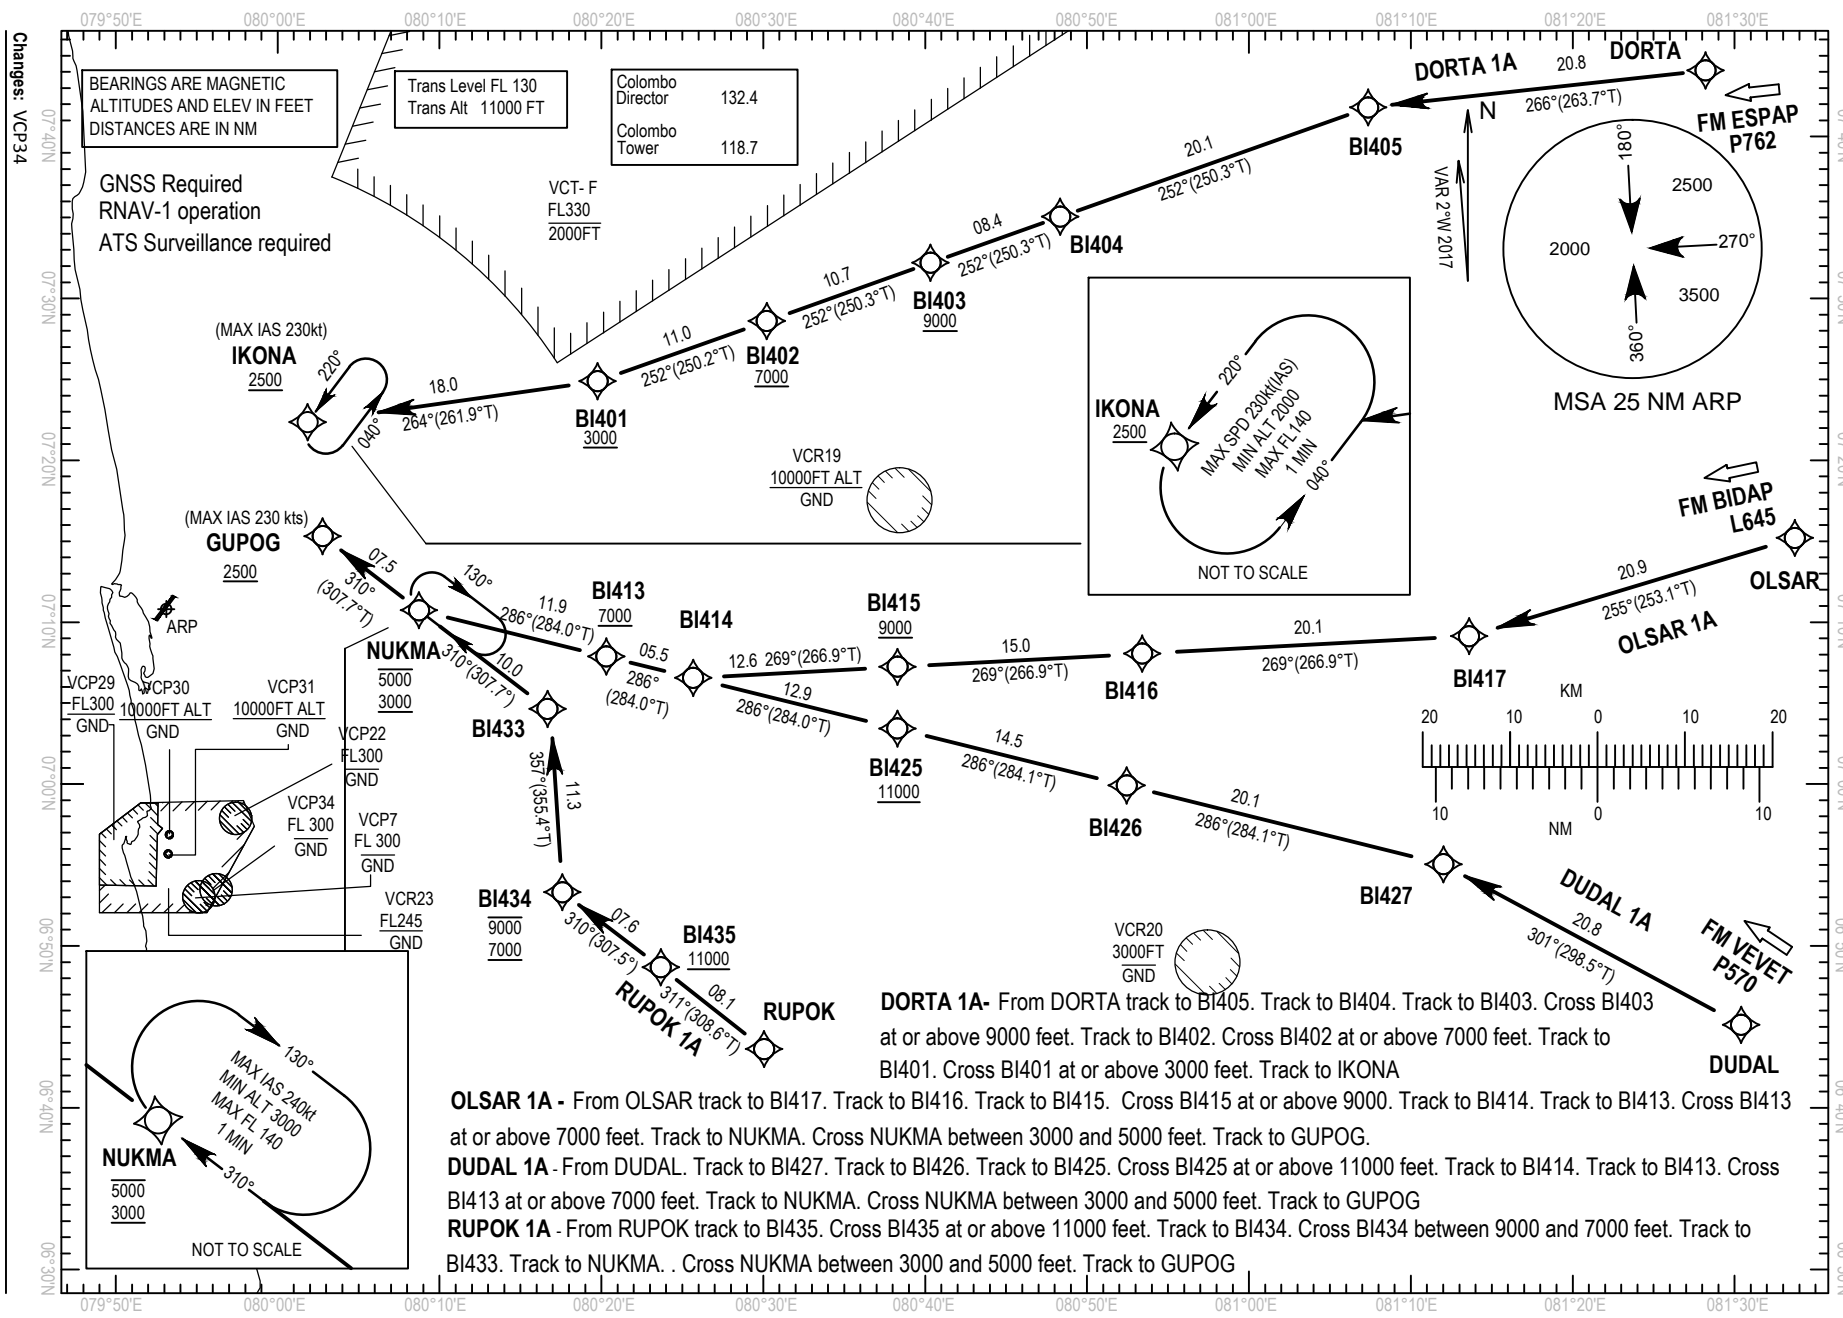 079°50'E 080°00'E 080°10'E 080°20'E 080°30'E 080°40'E 080°50'E 081°00'E 081°10'E 081°20'E 081°30'E
Changes: VCP34
BEARINGS ARE MAGNETIC
ALTITUDES AND ELEV IN FEET
DISTANCES ARE IN NM
Trans Level FL 130
Trans Alt 11000 FT
Colombo
Director 132.4
Colombo
Tower 118.7
GNSS Required
RNAV-1 operation
ATS Surveillance required
VCT- F
FL330
2000FT
DORTA 1A
20.8
DORTA
266°(263.7°T)
FM ESPAP
P762
BI405
20.1
252°(250.3°T)
BI404
08.4
252°(250.3°T)
BI403
9000
10.7
252°(250.3°T)
BI402
7000
11.0
252°(250.2°T)
BI401
3000
18.0
264°(261.9°T)
(MAX IAS 230kt)
IKONA
2500
220°
040°
N
VAR 2°W 2017
180°
2500
270°
2000
3500
360°
MSA 25 NM ARP
IKONA
2500
220°
MAX SPD 230kt(IAS)
MIN ALT 2000
MAX FL 140
1 MIN
040°
NOT TO SCALE
VCR19
10000FT ALT
GND
(MAX IAS 230 kts)
GUPOG
2500
07.5
310°
(307.7°T)
130°
NUKMA
5000
3000
11.9
286°(284.0°T)
BI413
7000
05.5
286°
(284.0°T)
BI414
12.6 269°(266.9°T)
BI415
9000
15.0
269°(266.9°T)
BI416
20.1
269°(266.9°T)
BI417
20.9
255°(253.1°T)
OLSAR 1A
FM BIDAP
L645
OLSAR
12.9
286°(284.0°T)
BI425
11000
14.5
286°(284.1°T)
BI426
20.1
286°(284.1°T)
BI427
20.8
301°(298.5°T)
DUDAL 1A
FM VEVET
P570
DUDAL
10.0
310°(307.7°)
BI433
11.3
357°(355.4°T)
BI434
9000
7000
07.6
310°(307.5°)
BI435
11000
08.1
311°(308.6°T)
RUPOK 1A
RUPOK
KM
20 10 0 10 20
10 0 10
NM
ARP
VCP29
FL300
GND
VCP30
10000FT ALT
GND
VCP31
10000FT ALT
GND
VCP22
FL300
GND
VCP34
FL 300
GND
VCP7
FL 300
GND
VCR23
FL245
GND
VCR20
3000FT
GND
130°
MAX IAS 240kt
MIN ALT 3000
MAX FL 140
1 MIN
310°
NUKMA
5000
3000
NOT TO SCALE
DORTA 1A- From DORTA track to BI405. Track to BI404. Track to BI403. Cross BI403
at or above 9000 feet. Track to BI402. Cross BI402 at or above 7000 feet. Track to
BI401. Cross BI401 at or above 3000 feet. Track to IKONA
OLSAR 1A - From OLSAR track to BI417. Track to BI416. Track to BI415. Cross BI415 at or above 9000. Track to BI414. Track to BI413. Cross BI413
at or above 7000 feet. Track to NUKMA. Cross NUKMA between 3000 and 5000 feet. Track to GUPOG.
DUDAL 1A - From DUDAL. Track to BI427. Track to BI426. Track to BI425. Cross BI425 at or above 11000 feet. Track to BI414. Track to BI413. Cross
BI413 at or above 7000 feet. Track to NUKMA. Cross NUKMA between 3000 and 5000 feet. Track to GUPOG
RUPOK 1A - From RUPOK track to BI435. Cross BI435 at or above 11000 feet. Track to BI434. Cross BI434 between 9000 and 7000 feet. Track to
BI433. Track to NUKMA. . Cross NUKMA between 3000 and 5000 feet. Track to GUPOG
07°40'N
07°30'N
07°20'N
07°10'N
07°00'N
06°50'N
06°40'N
06°30'N
079°50'E 080°00'E 080°10'E 080°20'E 080°30'E 080°40'E 080°50'E 081°00'E 081°10'E 081°20'E 081°30'E